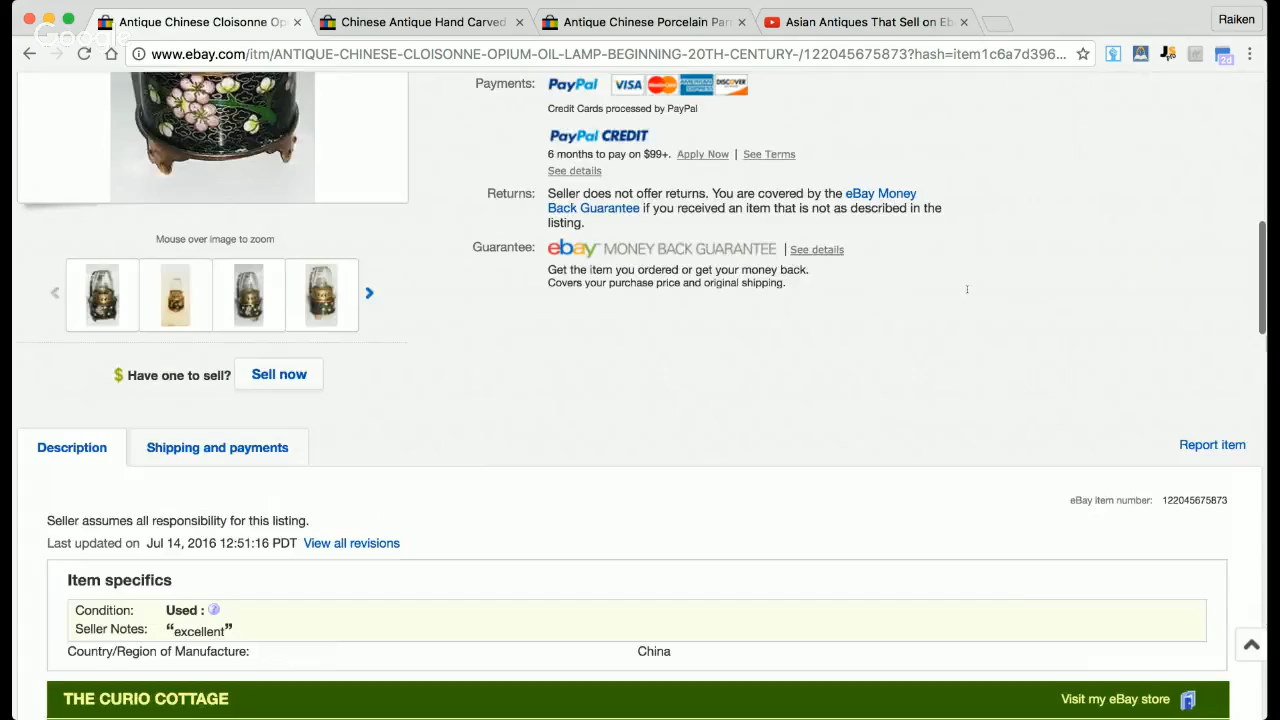 Antique Chinese Cloisonne Op
Chinese Antique Hand Carved
Antique Chinese Porcelain Par
Asian Antiques That Sell on Eb
Raiken
Google
www.ebay.com/itm/ANTIQUE-CHINESE-CLOISONNE-OPIUM-OIL-LAMP-BEGINNING-20TH-CENTURY-/122045675873?hash=item1c6a7d396...
2d
Payments:
PayPal VISA MasterCard AMERICAN EXPRESS DISCOVER
Credit Cards processed by PayPal
PayPal CREDIT
6 months to pay on $99+. Apply Now | See Terms
See details
Returns: Seller does not offer returns. You are covered by the eBay Money
Back Guarantee if you received an item that is not as described in the
listing.
Guarantee: ebay MONEY BACK GUARANTEE | See details
Get the item you ordered or get your money back.
Covers your purchase price and original shipping.
Mouse over image to zoom
$ Have one to sell? Sell now
Description
Shipping and payments
Report item
eBay item number: 122045675873
Seller assumes all responsibility for this listing.
Last updated on Jul 14, 2016 12:51:16 PDT View all revisions
Item specifics
Condition: Used :
Seller Notes: “excellent”
Country/Region of Manufacture: China
THE CURIO COTTAGE
Visit my eBay store